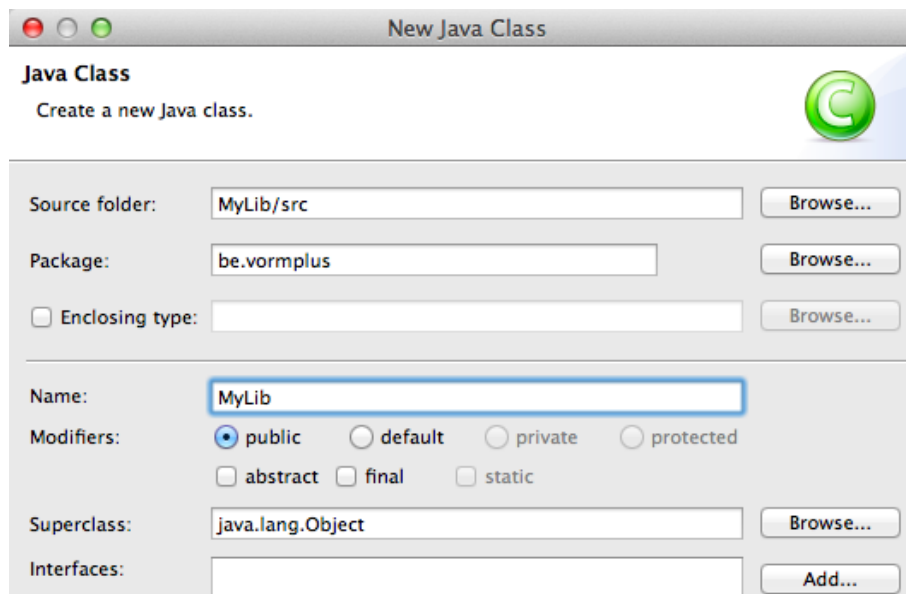 New Java Class
Java Class
Create a new Java class.
C
Source folder: MyLib/src Browse...
Package: be.vormplus Browse...
Enclosing type: Browse...
Name: MyLib
Modifiers: public default private protected
abstract final static
Superclass: java.lang.Object Browse...
Interfaces: Add...